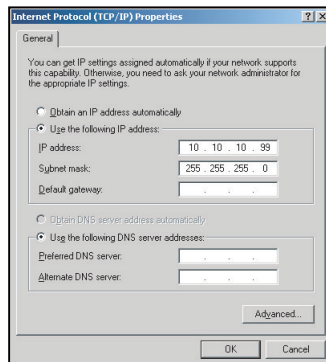 Internet Protocol (TCP/IP) Properties
General
You can get IP settings assigned automatically if your network supports
this capability. Otherwise, you need to ask your network administrator for
the appropriate IP settings.
Obtain an IP address automatically
Use the following IP address:
IP address: 10 . 10 . 10 . 99
Subnet mask: 255 . 255 . 255 . 0
Default gateway: . . .
Obtain DNS server address automatically
Use the following DNS server addresses:
Preferred DNS server: . . .
Alternate DNS server: . . .
Advanced...
OK Cancel